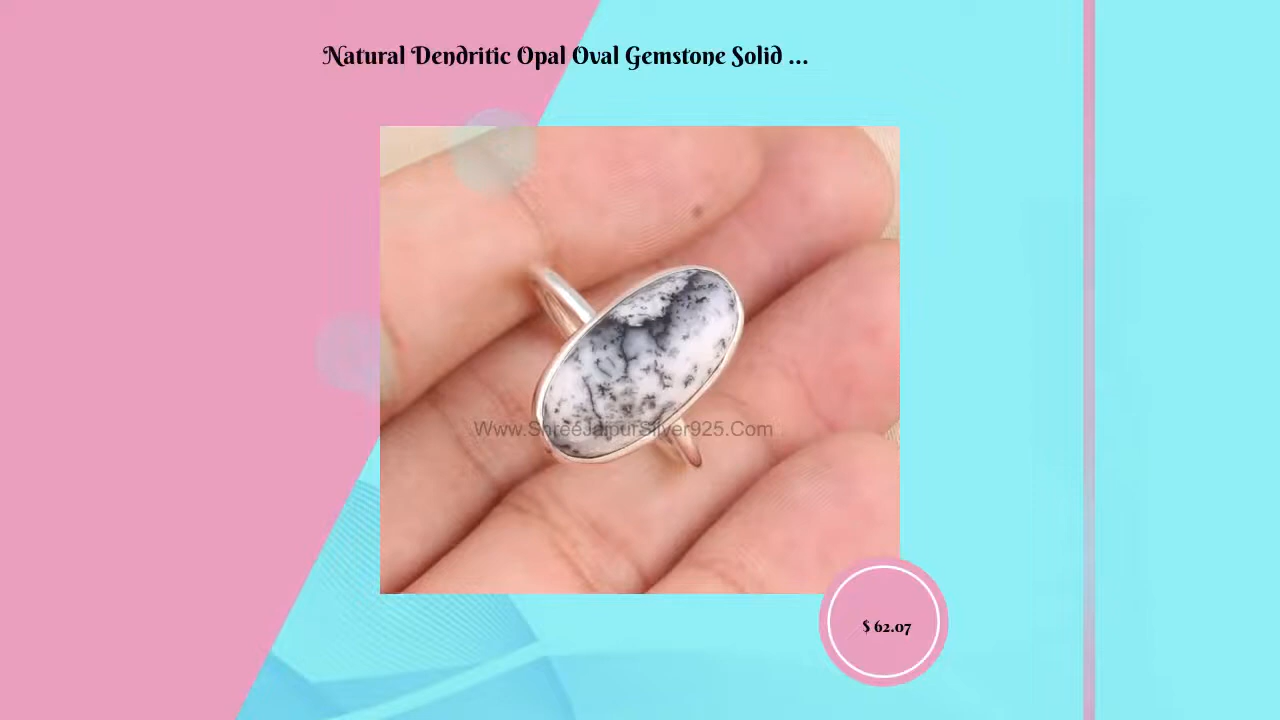 Natural Dendritic Opal Oval Gemstone Solid ...
Www.ShreeJaipurSilver925.Com
$ 62.07